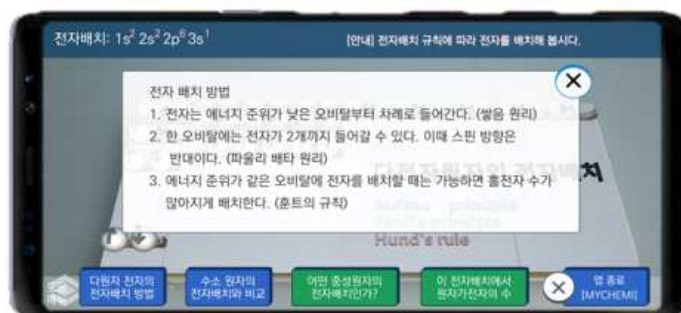 전자배치: 1s² 2s² 2p⁶ 3s¹
[안내] 전자배치 규칙에 따라 전자를 배치해 봅시다.
전자 배치 방법
1. 전자는 에너지 준위가 낮은 오비탈부터 차례로 들어간다. (쌓음 원리)
2. 한 오비탈에는 전자가 2개까지 들어갈 수 있다. 이때 스핀 방향은
반대이다. (파울리 배타 원리)
3. 에너지 준위가 같은 오비탈에 전자를 배치할 때는 가능하면 홀전자 수가
많아지게 배치한다. (훈트의 규칙)
Hund's rule
다원자 전자의
전자배치 방법
수소 원자의
전자배치와 비교
어떤 중성원자의
전자배치인가?
이 전자배치에서
원자가전자의 수
앱 종료
[MYCHEMI]